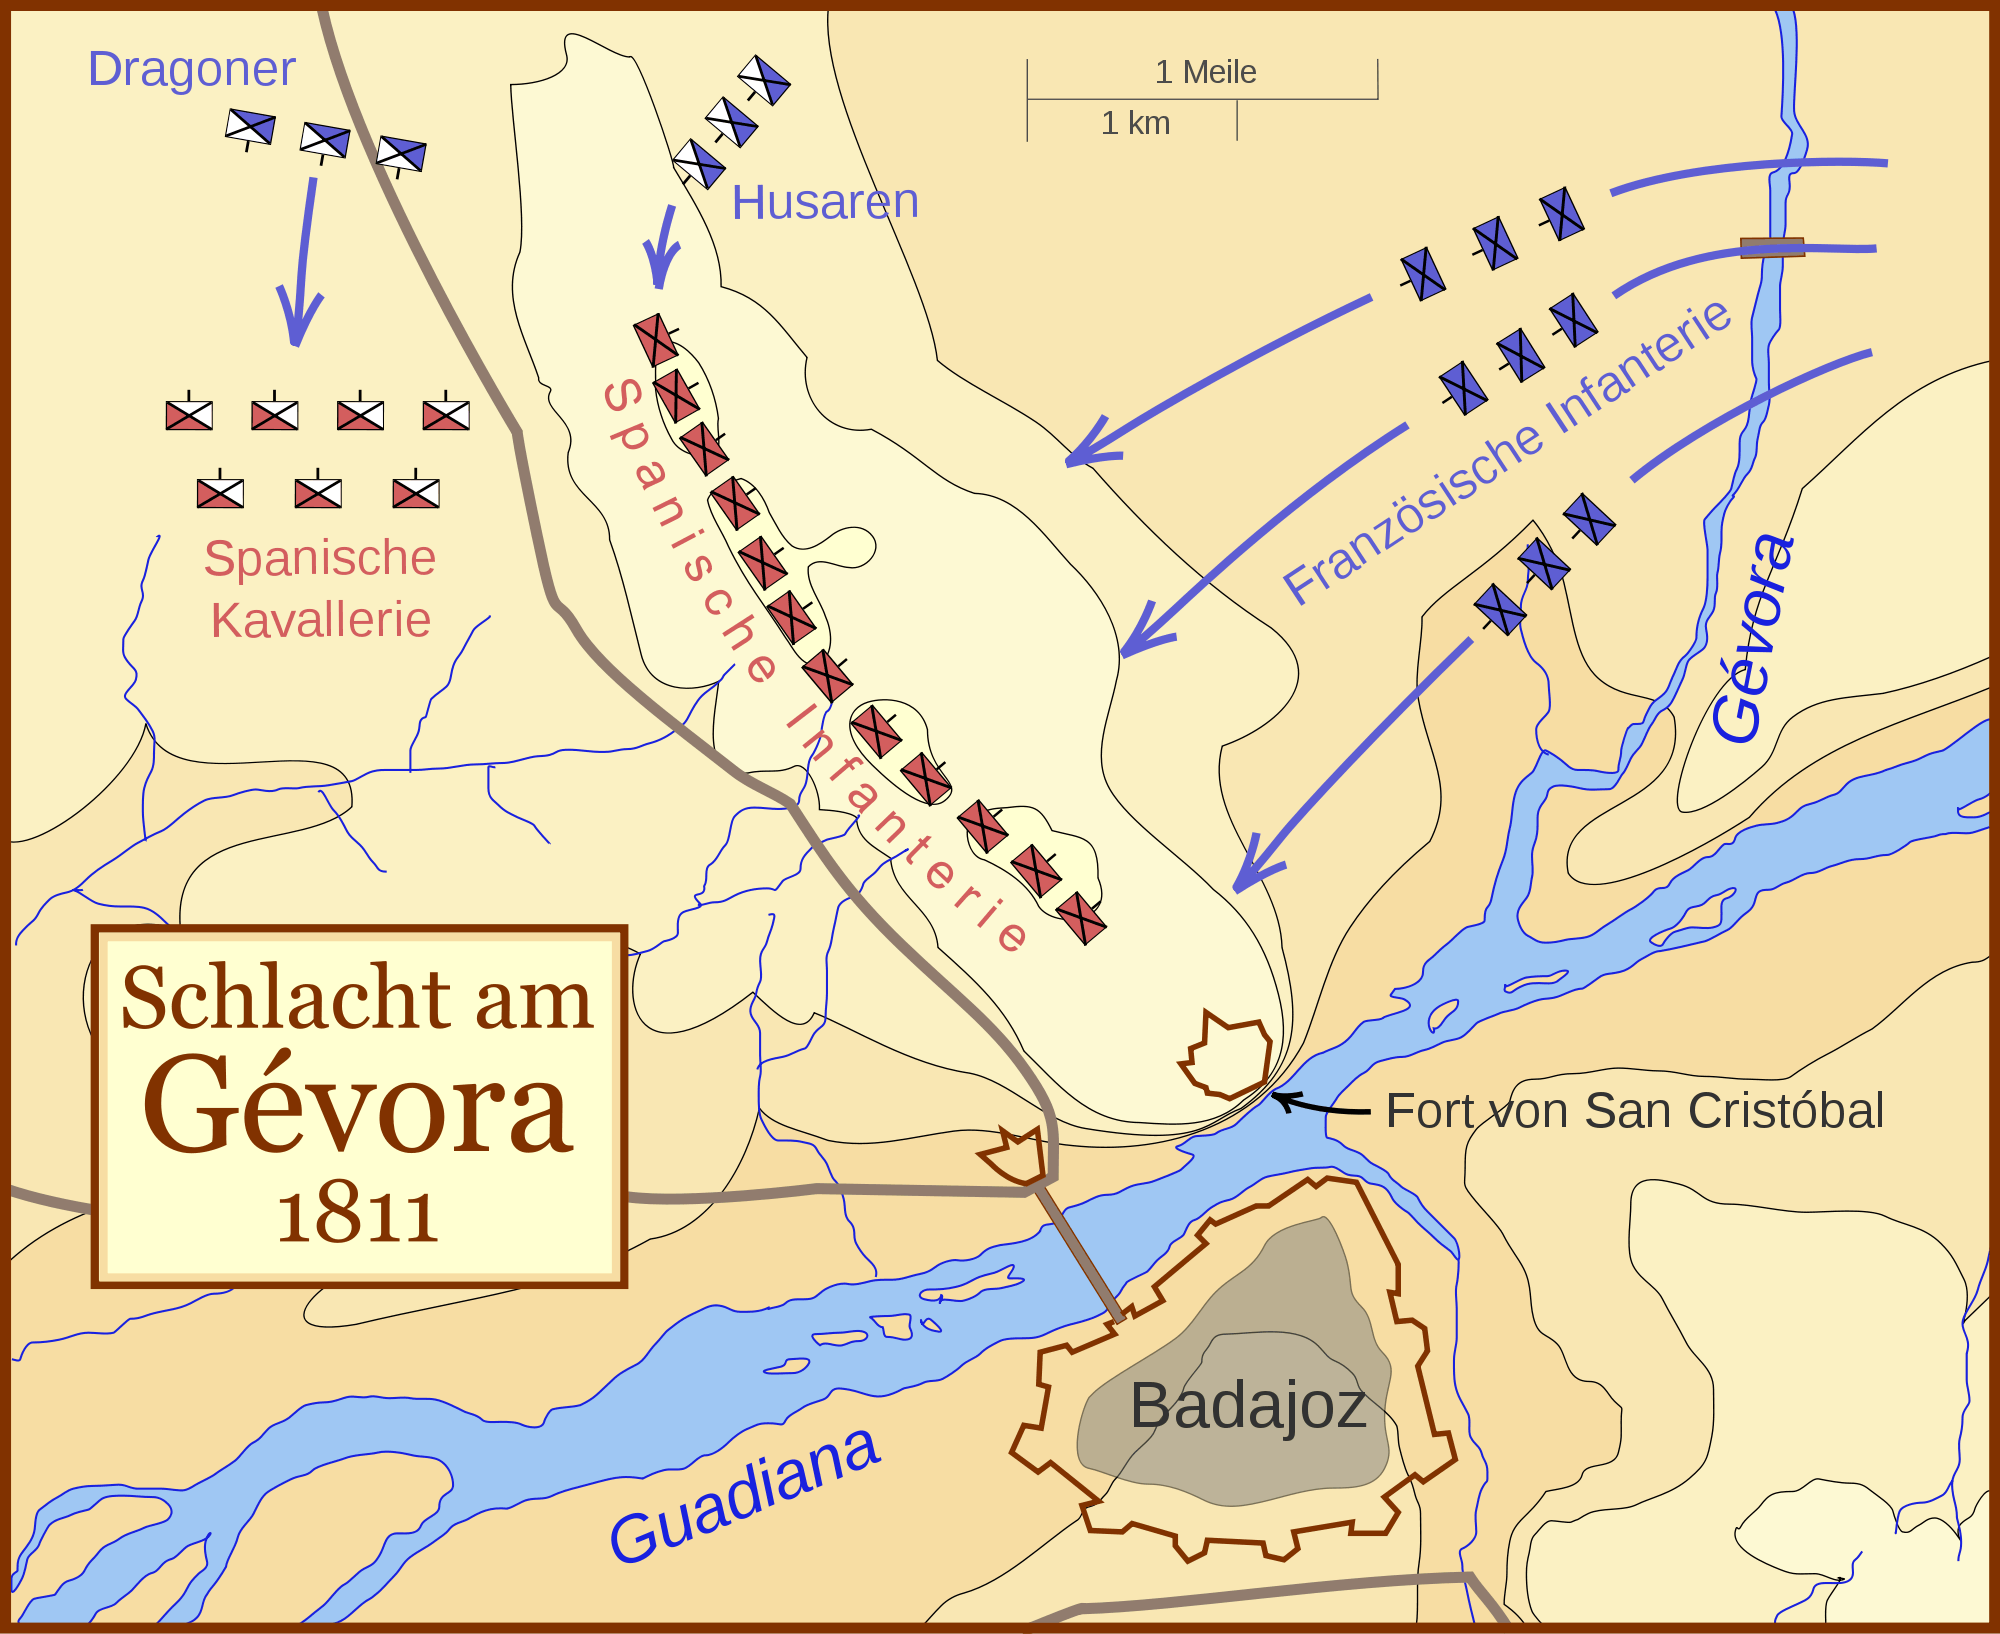 Dragoner
Husaren
1 Meile
1 km
Französische Infanterie
Spanische
Kavallerie
Spanische Infanterie
Gévora
Schlacht am
Gévora
1811
Fort von San Cristóbal
Badajoz
Guadiana